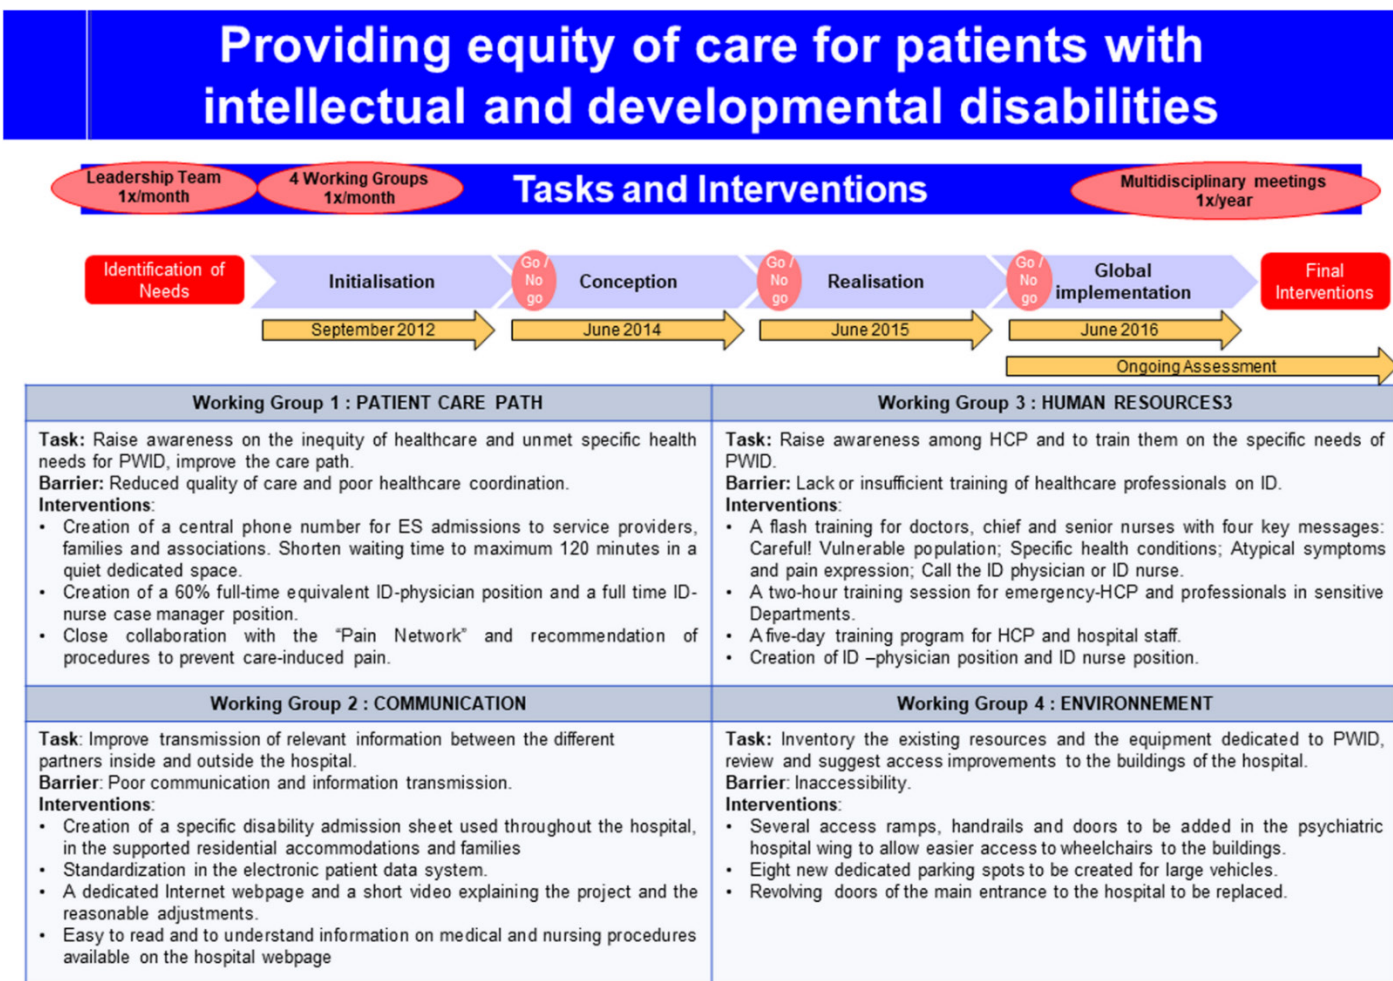 Providing equity of care for patients with
intellectual and developmental disabilities
Leadership Team
1x/month
4 Working Groups
1x/month
Tasks and Interventions
Multidisciplinary meetings
1x/year
Identification of
Needs
Initialisation
Go /
No
go
Conception
Go /
No
go
Realisation
Go /
No
go
Global
implementation
Final
Interventions
September 2012
June 2014
June 2015
June 2016
Ongoing Assessment
Working Group 1 : PATIENT CARE PATH
Task: Raise awareness on the inequity of healthcare and unmet specific health
needs for PWID, improve the care path.
Barrier: Reduced quality of care and poor healthcare coordination.
Interventions:
• Creation of a central phone number for ES admissions to service providers,
families and associations. Shorten waiting time to maximum 120 minutes in a
quiet dedicated space.
• Creation of a 60% full-time equivalent ID-physician position and a full time ID-
nurse case manager position.
• Close collaboration with the “Pain Network” and recommendation of
procedures to prevent care-induced pain.
Working Group 3 : HUMAN RESOURCES3
Task: Raise awareness among HCP and to train them on the specific needs of
PWID.
Barrier: Lack or insufficient training of healthcare professionals on ID.
Interventions:
• A flash training for doctors, chief and senior nurses with four key messages:
Careful! Vulnerable population; Specific health conditions; Atypical symptoms
and pain expression; Call the ID physician or ID nurse.
• A two-hour training session for emergency-HCP and professionals in sensitive
Departments.
• A five-day training program for HCP and hospital staff.
• Creation of ID –physician position and ID nurse position.
Working Group 2 : COMMUNICATION
Task: Improve transmission of relevant information between the different
partners inside and outside the hospital.
Barrier: Poor communication and information transmission.
Interventions:
• Creation of a specific disability admission sheet used throughout the hospital,
in the supported residential accommodations and families
• Standardization in the electronic patient data system.
• A dedicated Internet webpage and a short video explaining the project and the
reasonable adjustments.
• Easy to read and to understand information on medical and nursing procedures
available on the hospital webpage
Working Group 4 : ENVIRONNEMENT
Task: Inventory the existing resources and the equipment dedicated to PWID,
review and suggest access improvements to the buildings of the hospital.
Barrier: Inaccessibility.
Interventions:
• Several access ramps, handrails and doors to be added in the psychiatric
hospital wing to allow easier access to wheelchairs to the buildings.
• Eight new dedicated parking spots to be created for large vehicles.
• Revolving doors of the main entrance to the hospital to be replaced.